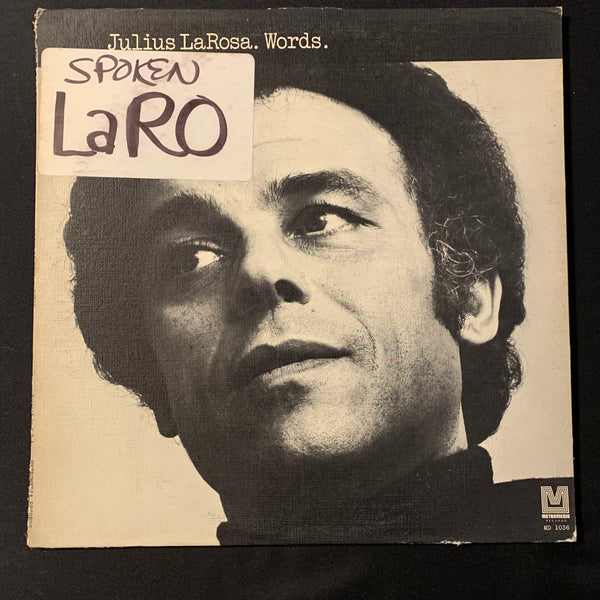 Julius LaRosa. Words.
SPOKEN
LaRO
METROMEDIA
RECORDS
MD 1036